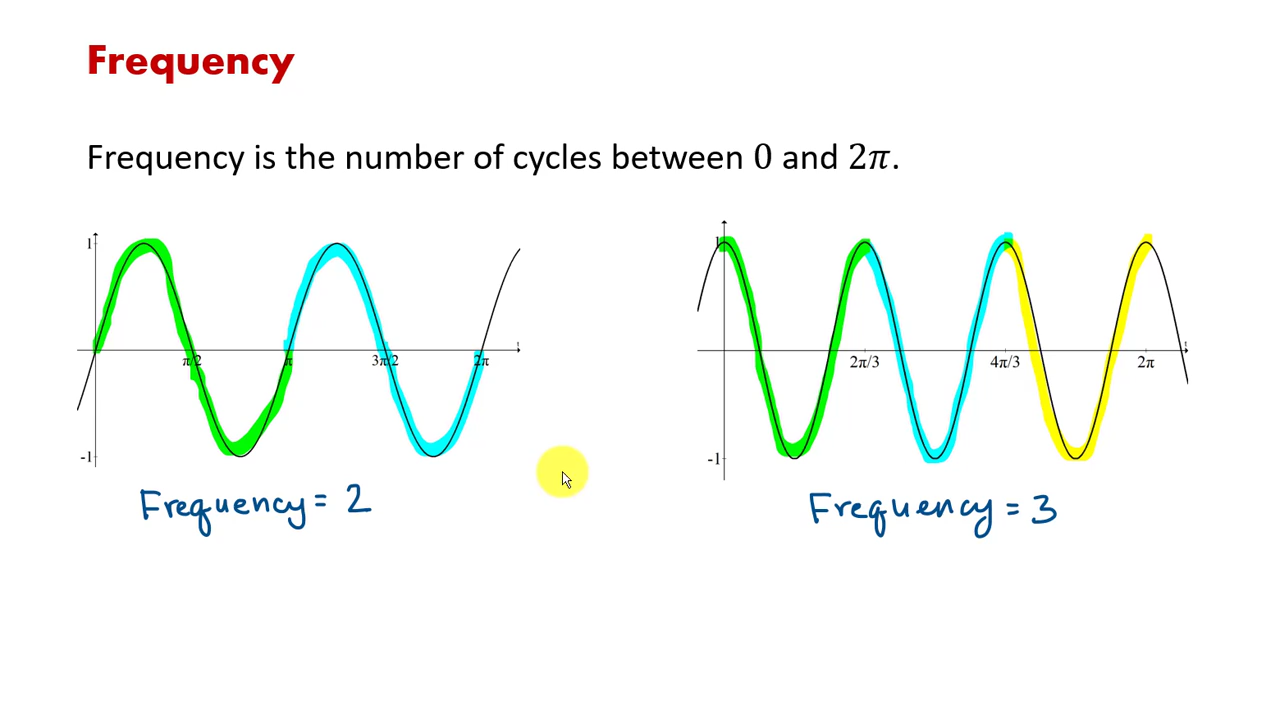 Frequency
Frequency is the number of cycles between 0 and 2π.
1
π/2
π
3π/2
2π
t
-1
Frequency = 2
1
2π/3
4π/3
2π
t
-1
Frequency = 3